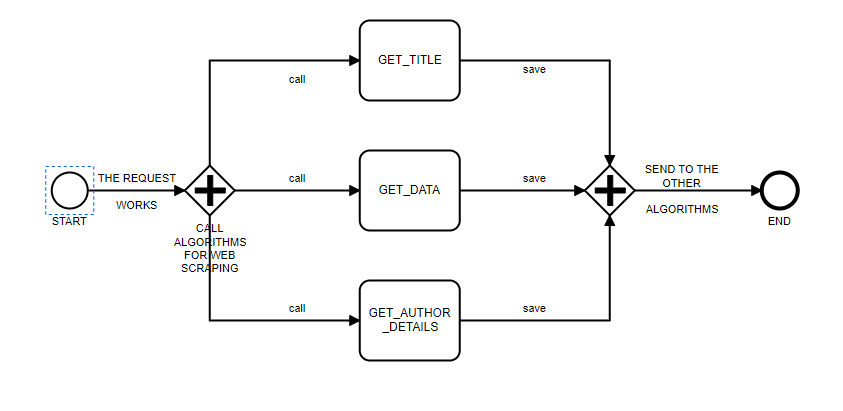 GET_TITLE
call
save
THE REQUEST
WORKS
START
call
GET_DATA
save
SEND TO THE
OTHER
ALGORITHMS
END
CALL
ALGORITHMS
FOR WEB
SCRAPING
call
GET_AUTHOR
_DETAILS
save